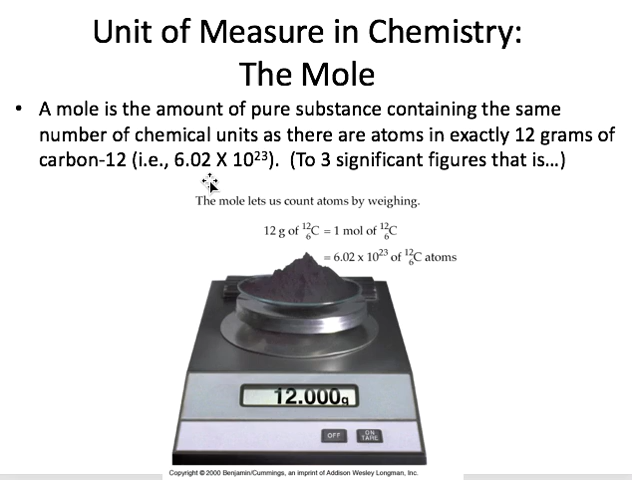 Unit of Measure in Chemistry:
The Mole
• A mole is the amount of pure substance containing the same
number of chemical units as there are atoms in exactly 12 grams of
carbon-12 (i.e., 6.02 X 10²³).  (To 3 significant figures that is...)
The mole lets us count atoms by weighing.
12 g of ¹²₆C = 1 mol of ¹²₆C
= 6.02 x 10²³ of ¹²₆C atoms
12.000g
OFF
ON
TARE
Copyright © 2000 Benjamin/Cummings, an imprint of Addison Wesley Longman, Inc.